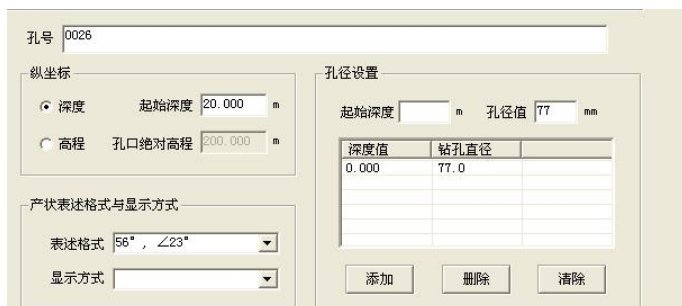 孔号 0026
纵坐标
深度 起始深度 20.000 m
高程 孔口绝对高程 200.000 m
产状表述格式与显示方式
表述格式 56°, ∠23°
显示方式
孔径设置
起始深度 m 孔径值 77 mm
深度值 钻孔直径
0.000 77.0
添加 删除 清除